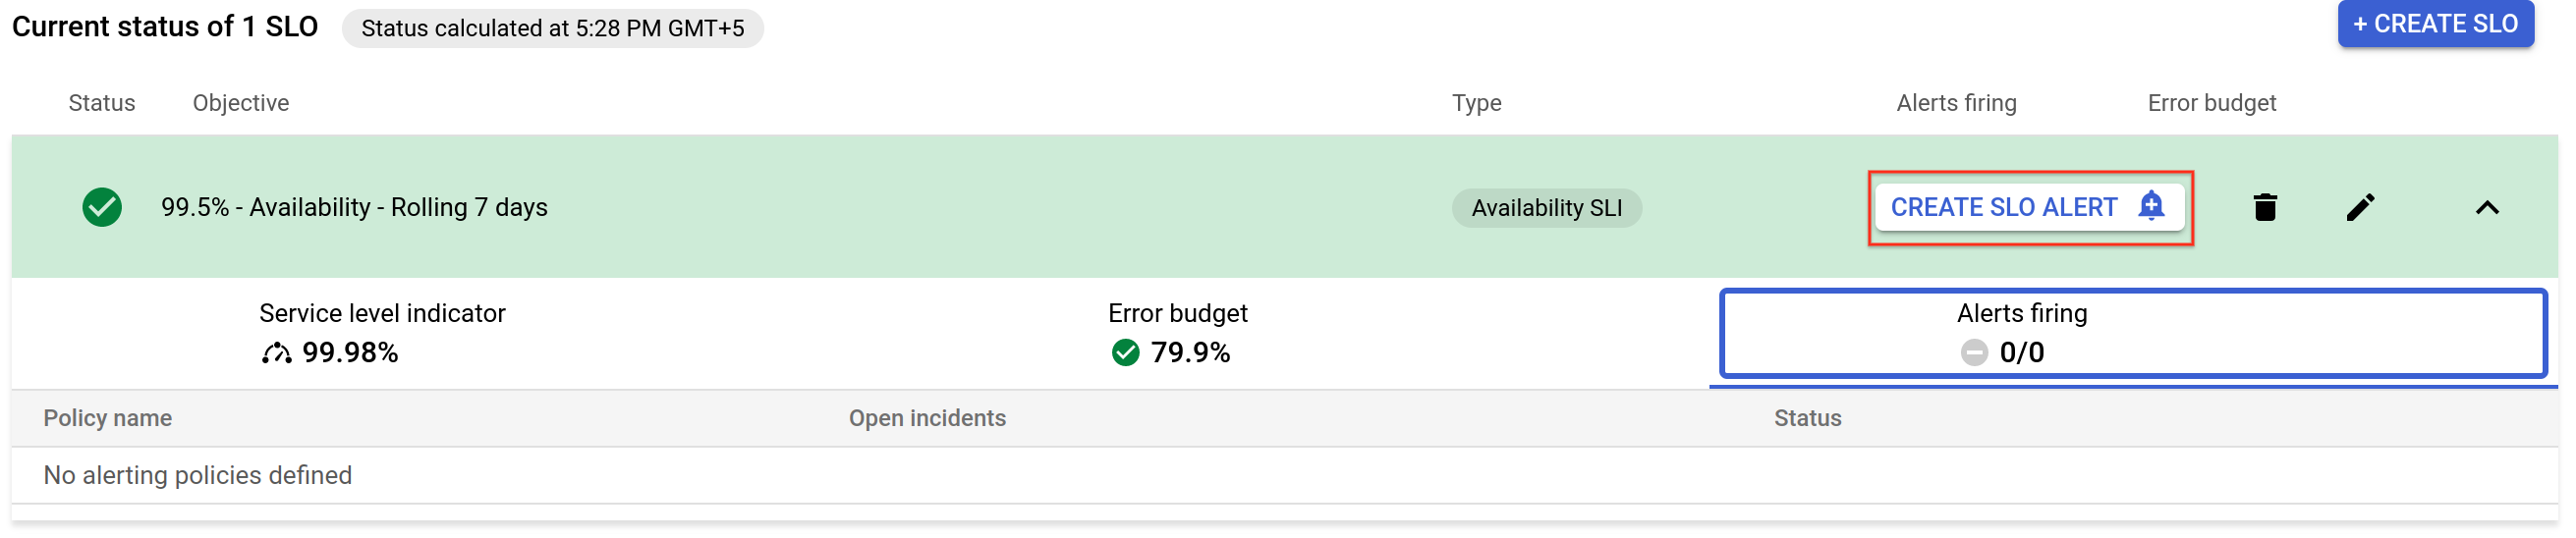 Current status of 1 SLO
Status calculated at 5:28 PM GMT+5
+ CREATE SLO
Status Objective Type Alerts firing Error budget
99.5% - Availability - Rolling 7 days Availability SLI CREATE SLO ALERT
Service level indicator Error budget Alerts firing
99.98% 79.9% 0/0
Policy name Open incidents Status
No alerting policies defined